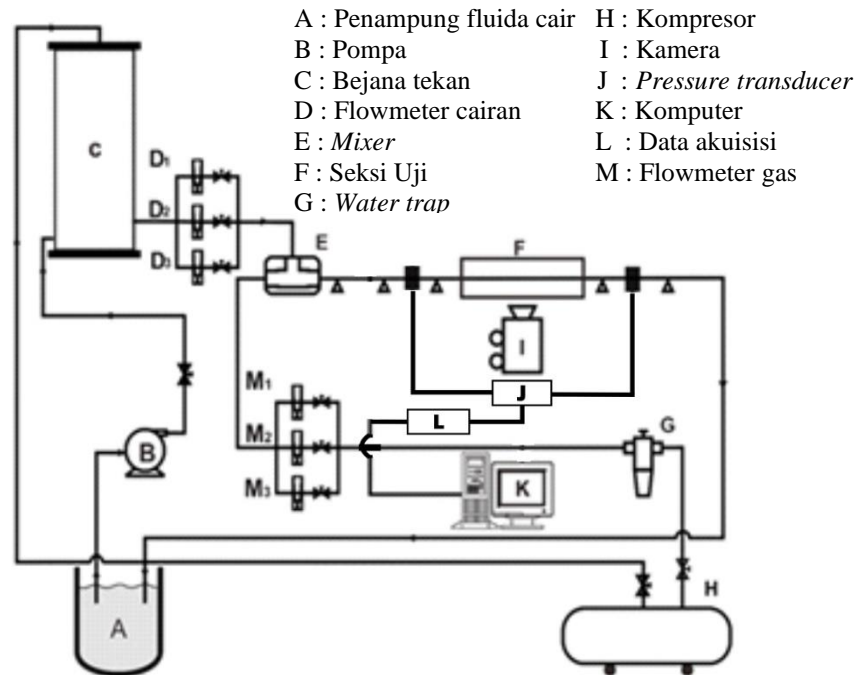 A : Penampung fluida cair
B : Pompa
C : Bejana tekan
D : Flowmeter cairan
E : Mixer
F : Seksi Uji
G : Water trap
H : Kompresor
I : Kamera
J : Pressure transducer
K : Komputer
L : Data akuisisi
M : Flowmeter gas
C
D1
D2
D3
E
F
I
J
L
M1
M2
M3
K
G
B
A
H